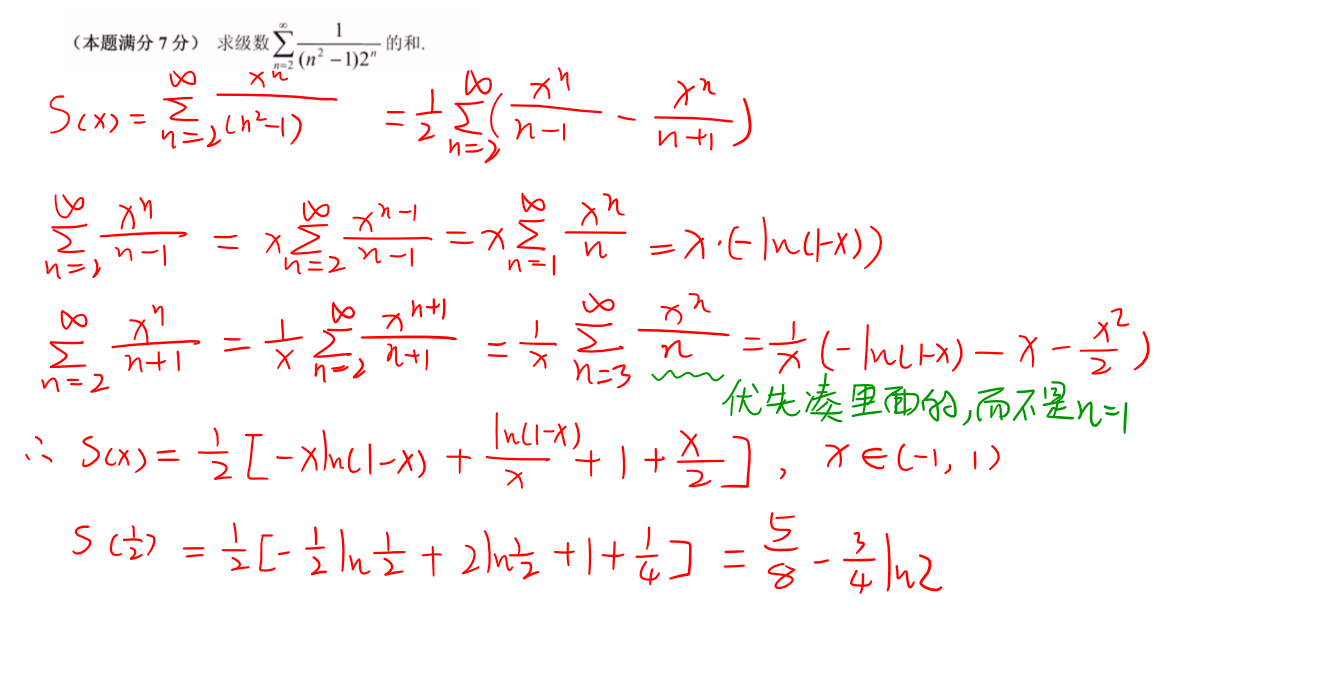 (本题满分 7 分) 求级数 $\sum_{n=2}^{\infty}\frac{1}{(n^2-1)2^n}$ 的和.
$S(x)=\sum_{n=2}^{\infty}\frac{x^n}{(n^2-1)}=\frac{1}{2}\sum_{n=2}^{\infty}(\frac{x^n}{n-1}-\frac{x^n}{n+1})$
$\sum_{n=2}^{\infty}\frac{x^n}{n-1}=x\sum_{n=2}^{\infty}\frac{x^{n-1}}{n-1}=x\sum_{n=1}^{\infty}\frac{x^n}{n}=x\cdot(-\ln(1-x))$
$\sum_{n=2}^{\infty}\frac{x^n}{n+1}=\frac{1}{x}\sum_{n=2}^{\infty}\frac{x^{n+1}}{n+1}=\frac{1}{x}\sum_{n=3}^{\infty}\frac{x^n}{n}=\frac{1}{x}(-\ln(1-x)-x-\frac{x^2}{2})$
优先凑里面的,而不是n=1
$\therefore S(x)=\frac{1}{2}[-x\ln(1-x)+\frac{\ln(1-x)}{x}+1+\frac{x}{2}], x\in(-1,1)$
$S(\frac{1}{2})=\frac{1}{2}[-\frac{1}{2}\ln\frac{1}{2}+2\ln\frac{1}{2}+1+\frac{1}{4}]=\frac{5}{8}-\frac{3}{4}\ln2$